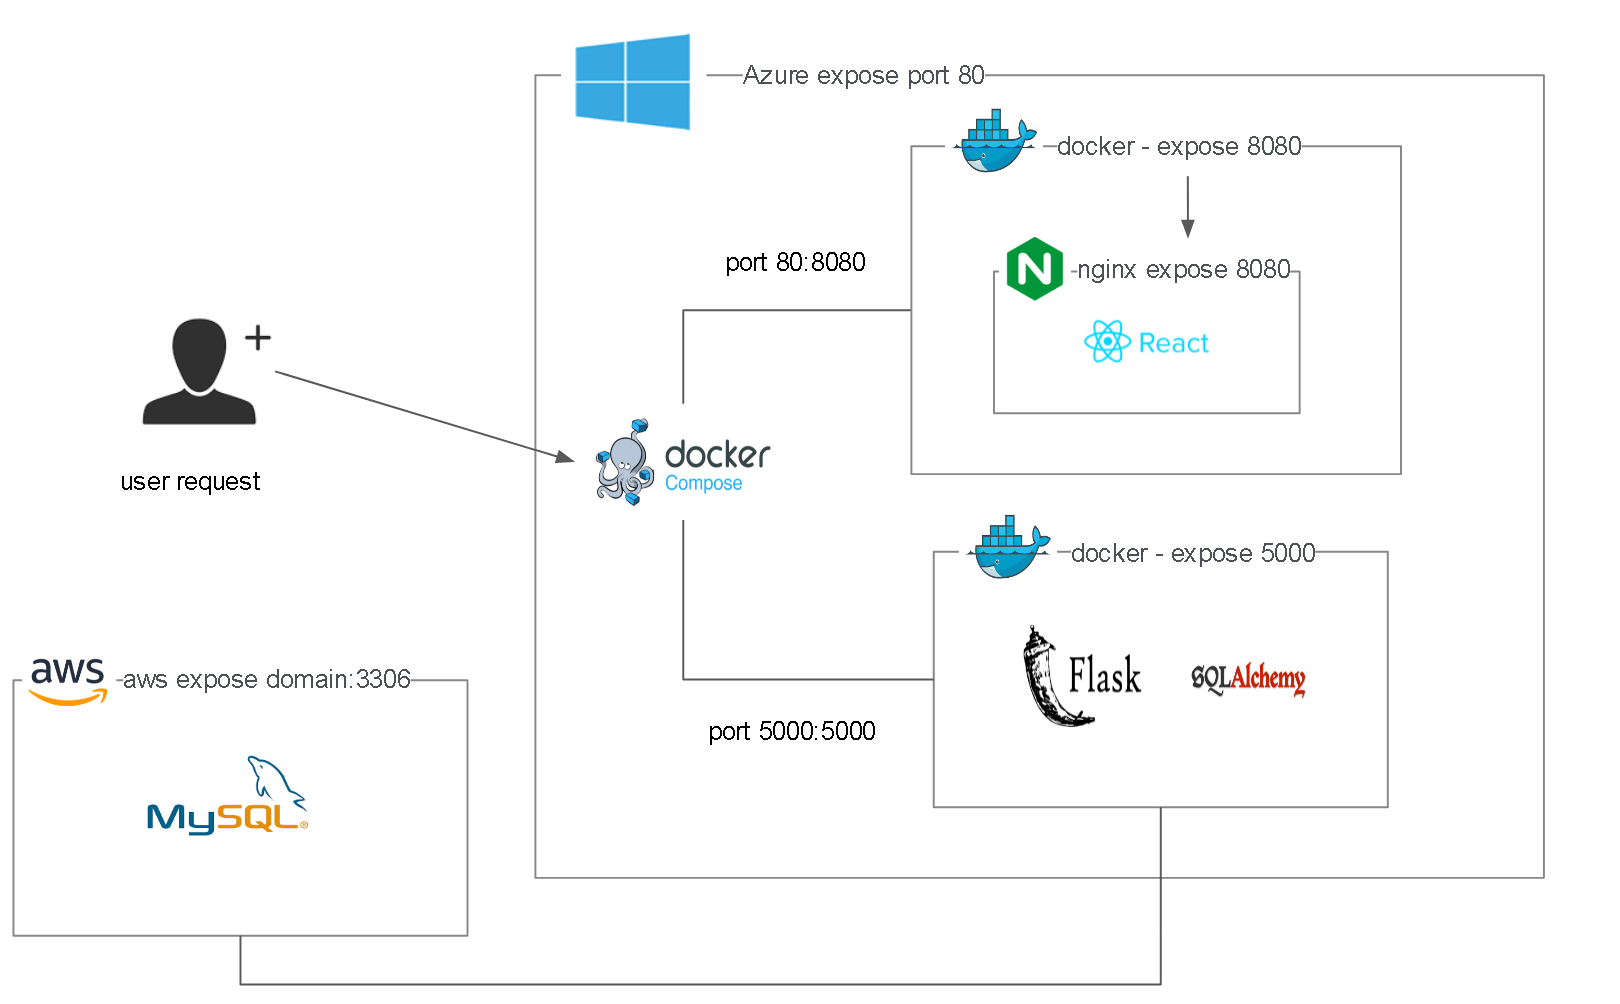 Azure expose port 80
docker - expose 8080
port 80:8080
N
nginx expose 8080
React
docker
Compose
user request
docker - expose 5000
aws
aws expose domain:3306
Flask
SQLAlchemy
port 5000:5000
MySQL®